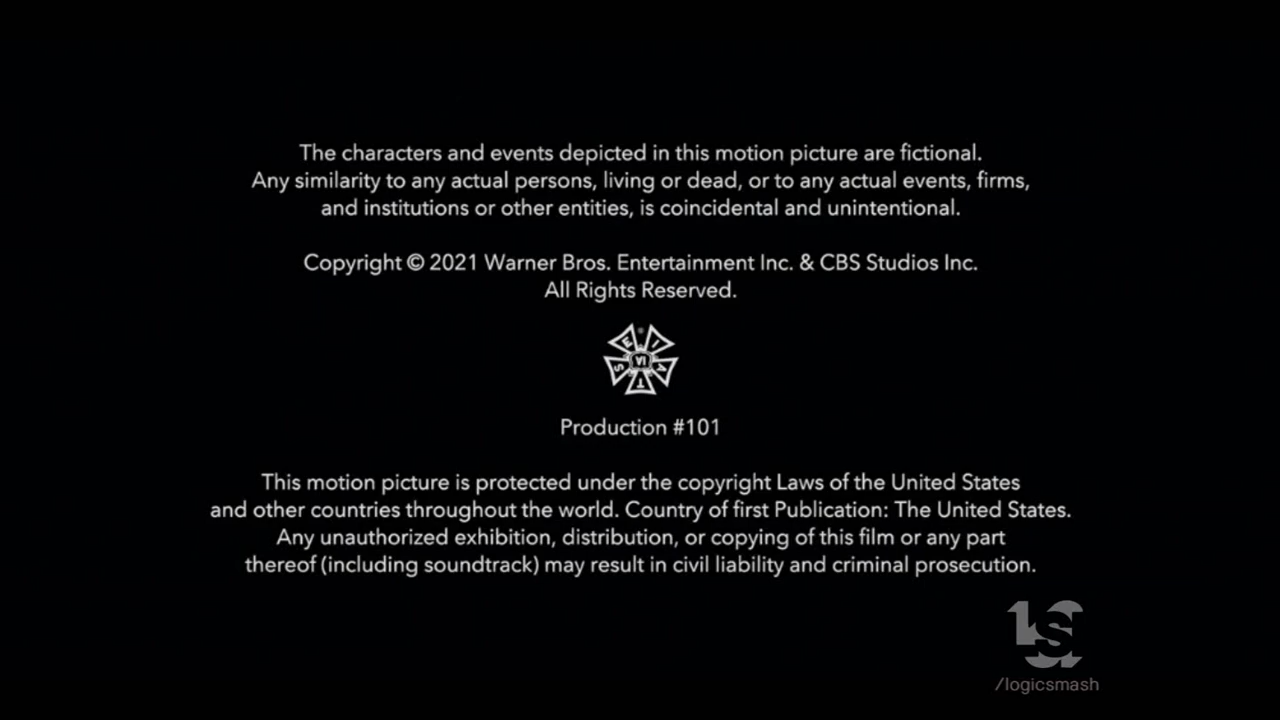 The characters and events depicted in this motion picture are fictional.
Any similarity to any actual persons, living or dead, or to any actual events, firms,
and institutions or other entities, is coincidental and unintentional.
Copyright © 2021 Warner Bros. Entertainment Inc. & CBS Studios Inc.
All Rights Reserved.
I A T S E
Production #101
This motion picture is protected under the copyright Laws of the United States
and other countries throughout the world. Country of first Publication: The United States.
Any unauthorized exhibition, distribution, or copying of this film or any part
thereof (including soundtrack) may result in civil liability and criminal prosecution.
/logicsmash